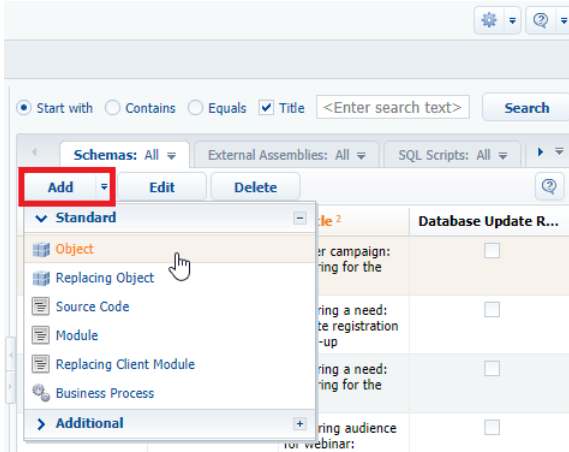 Start with Contains Equals Title <Enter search text> Search
Schemas: All External Assemblies: All SQL Scripts: All
Add Edit Delete
Standard
2 Database Update R...
Object
campaign:
ring for the
Replacing Object
Source Code
ring a need:
te registration
-up
Module
Replacing Client Module
ring a need:
ring for the
Business Process
Additional
ring audience
for webinar: